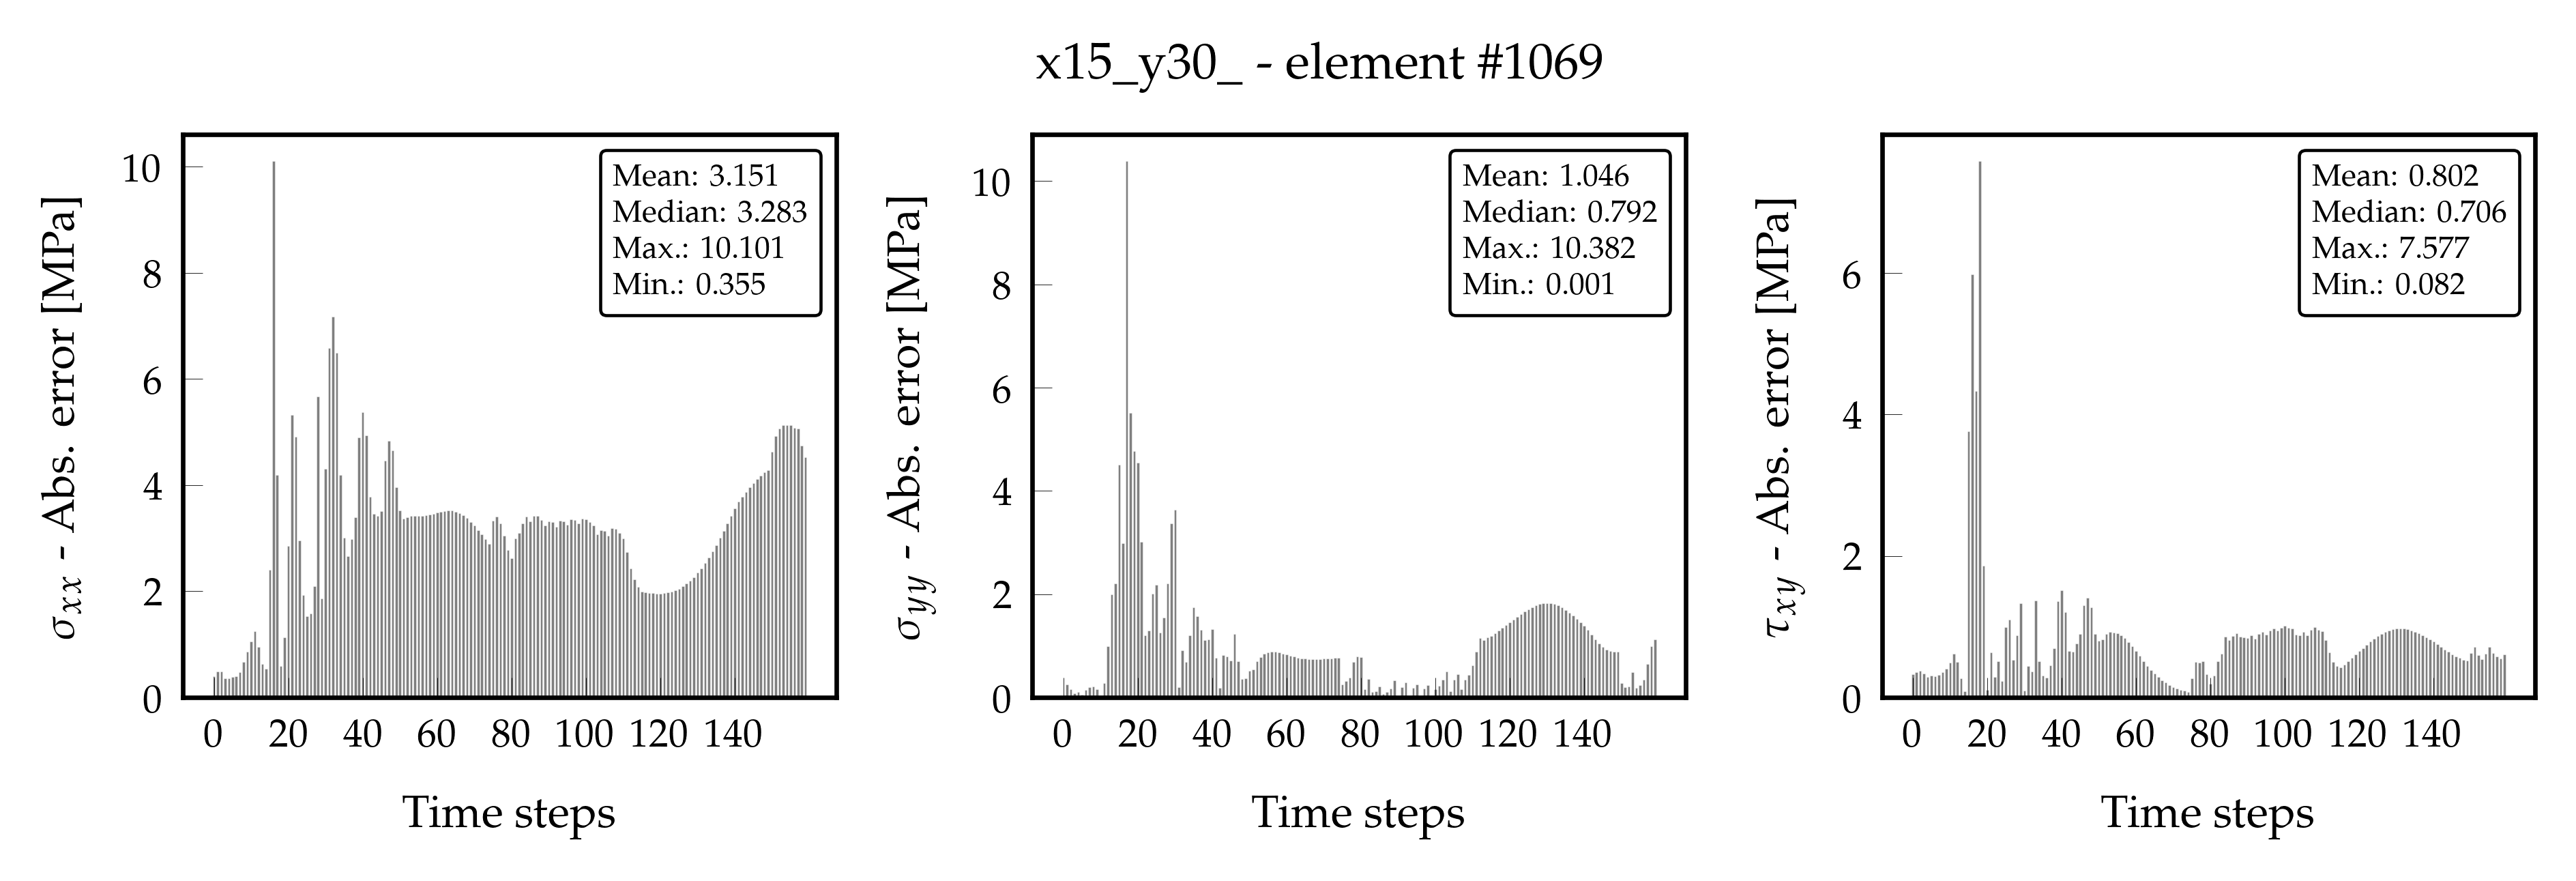 x15_y30_ - element #1069
σxx - Abs. error [MPa]
10
8
6
4
2
0
Mean: 3.151
Median: 3.283
Max.: 10.101
Min.: 0.355
0 20 40 60 80 100 120 140
Time steps
σyy - Abs. error [MPa]
10
8
6
4
2
0
Mean: 1.046
Median: 0.792
Max.: 10.382
Min.: 0.001
0 20 40 60 80 100 120 140
Time steps
τxy - Abs. error [MPa]
6
4
2
0
Mean: 0.802
Median: 0.706
Max.: 7.577
Min.: 0.082
0 20 40 60 80 100 120 140
Time steps